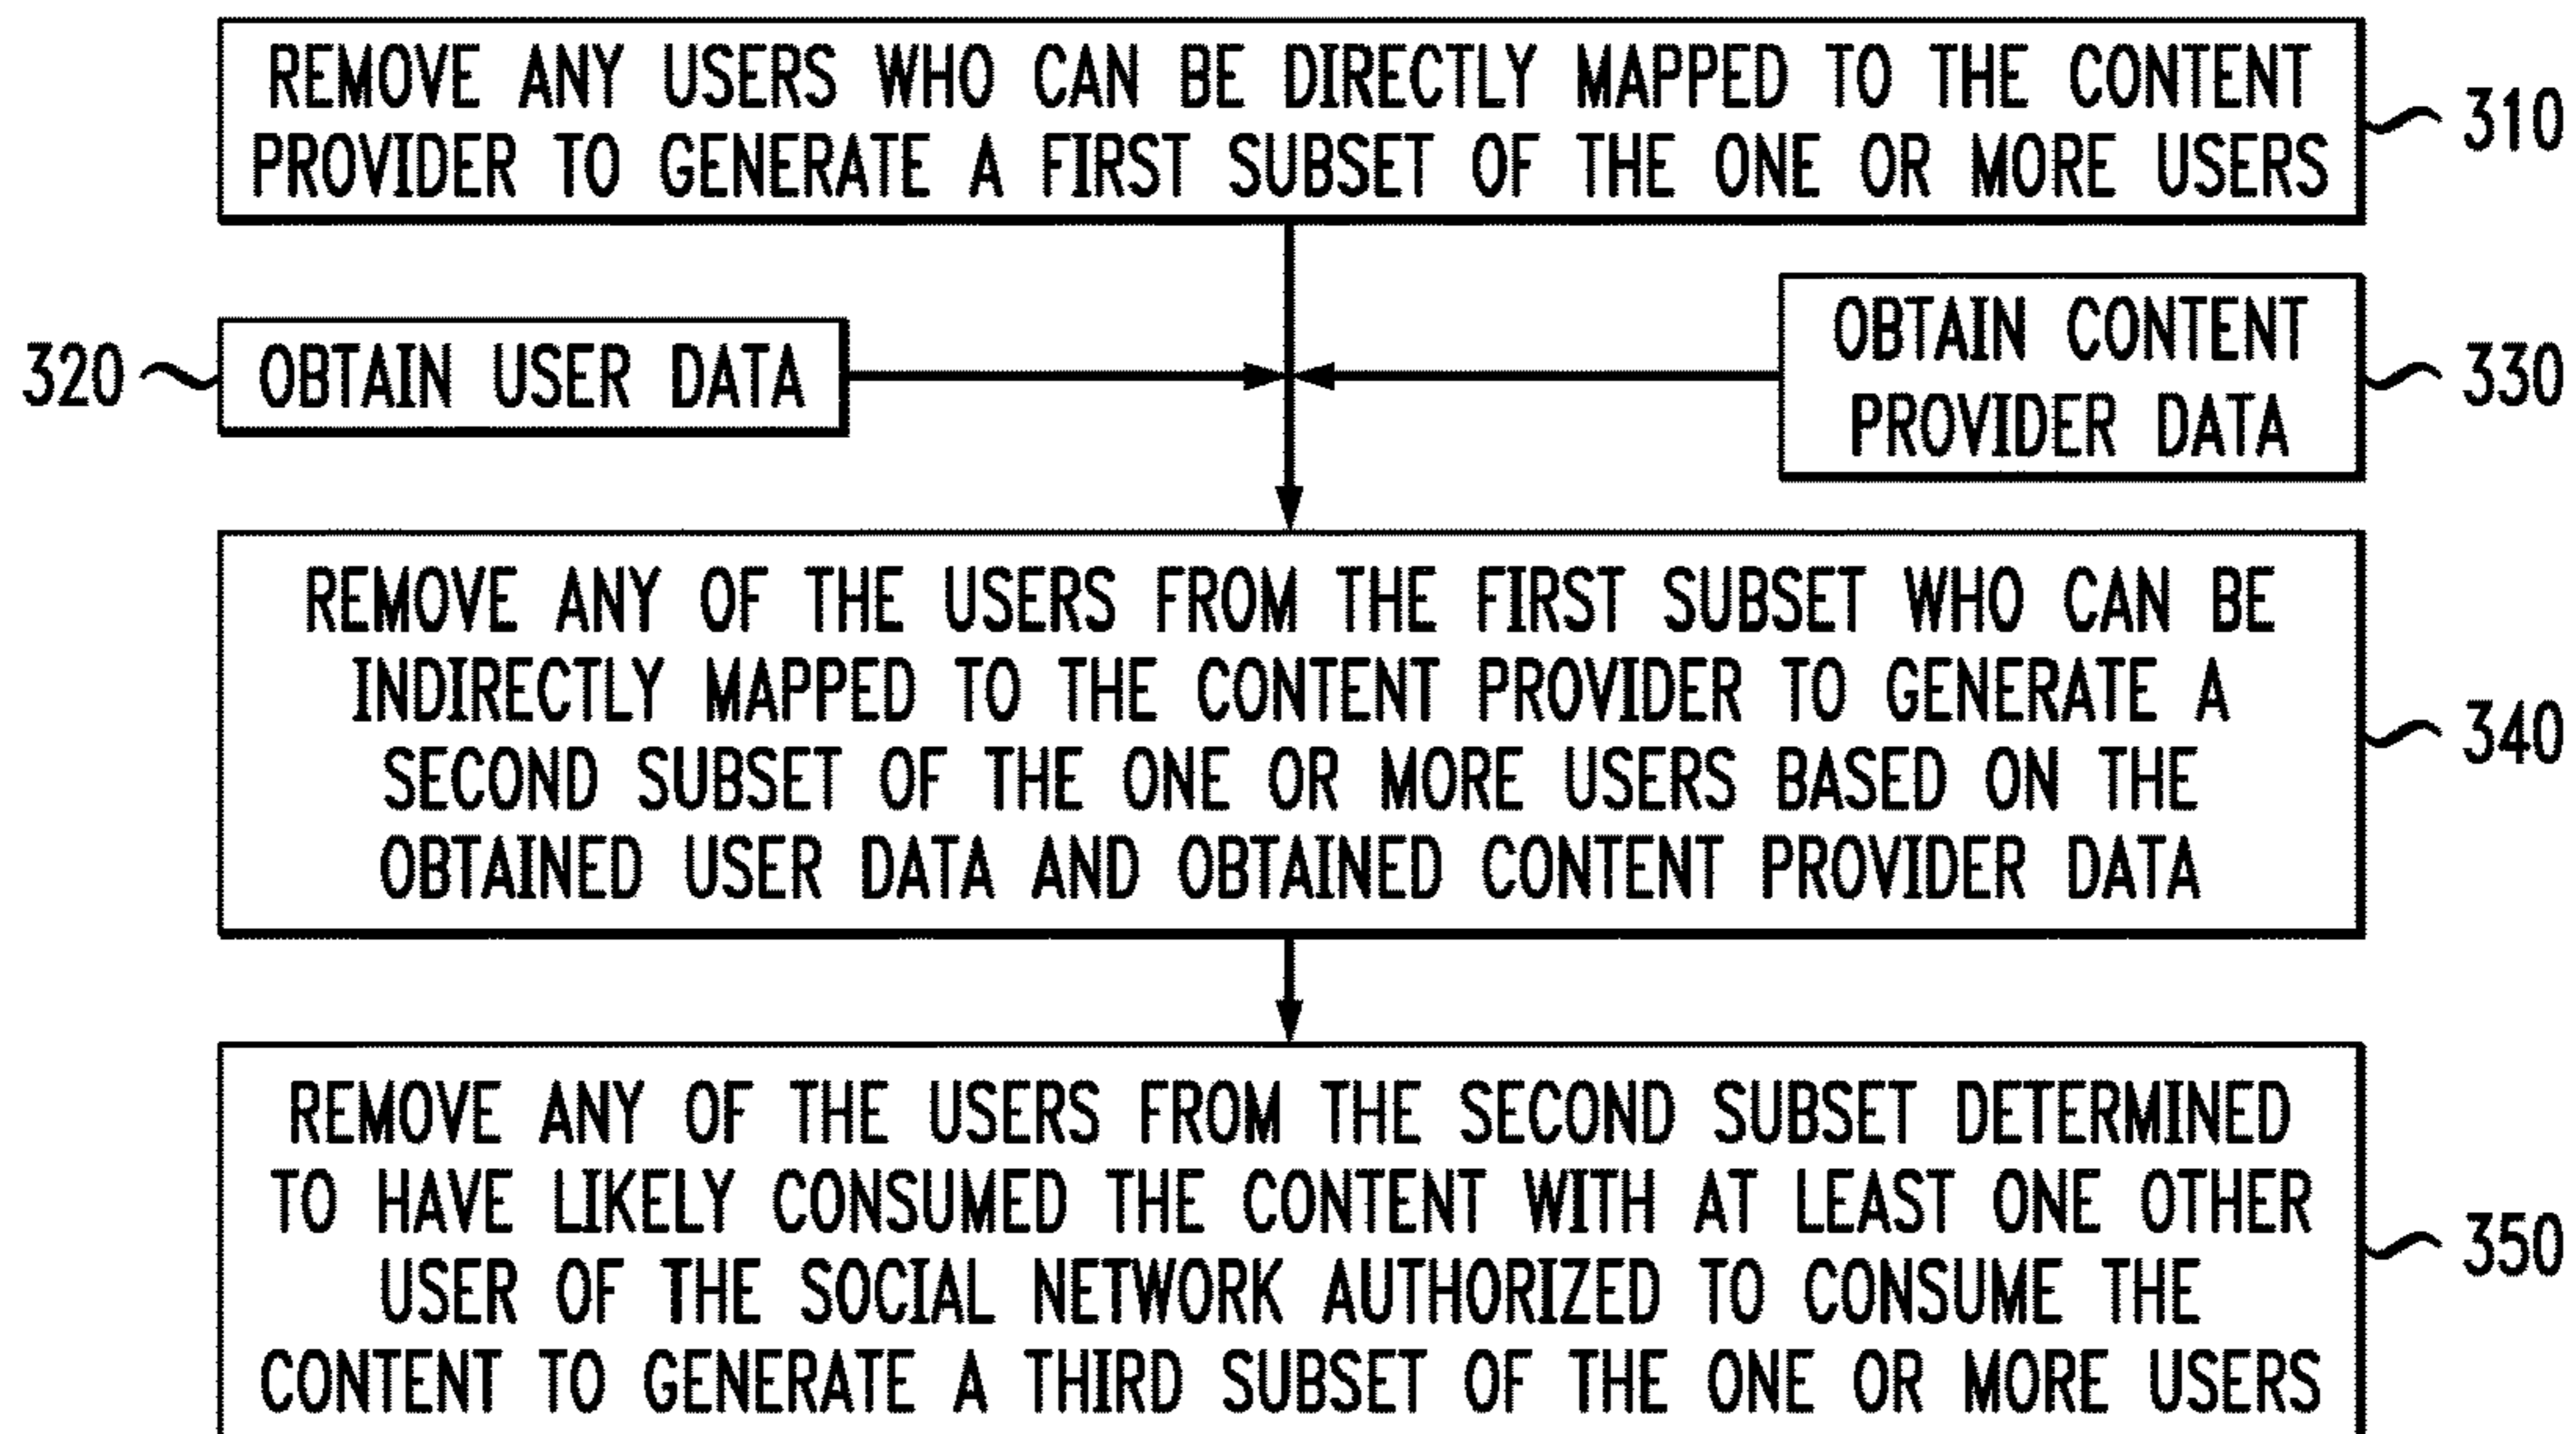 REMOVE ANY USERS WHO CAN BE DIRECTLY MAPPED TO THE CONTENT
PROVIDER TO GENERATE A FIRST SUBSET OF THE ONE OR MORE USERS
310
320
OBTAIN USER DATA
OBTAIN CONTENT
PROVIDER DATA
330
REMOVE ANY OF THE USERS FROM THE FIRST SUBSET WHO CAN BE
INDIRECTLY MAPPED TO THE CONTENT PROVIDER TO GENERATE A
SECOND SUBSET OF THE ONE OR MORE USERS BASED ON THE
OBTAINED USER DATA AND OBTAINED CONTENT PROVIDER DATA
340
REMOVE ANY OF THE USERS FROM THE SECOND SUBSET DETERMINED
TO HAVE LIKELY CONSUMED THE CONTENT WITH AT LEAST ONE OTHER
USER OF THE SOCIAL NETWORK AUTHORIZED TO CONSUME THE
CONTENT TO GENERATE A THIRD SUBSET OF THE ONE OR MORE USERS
350